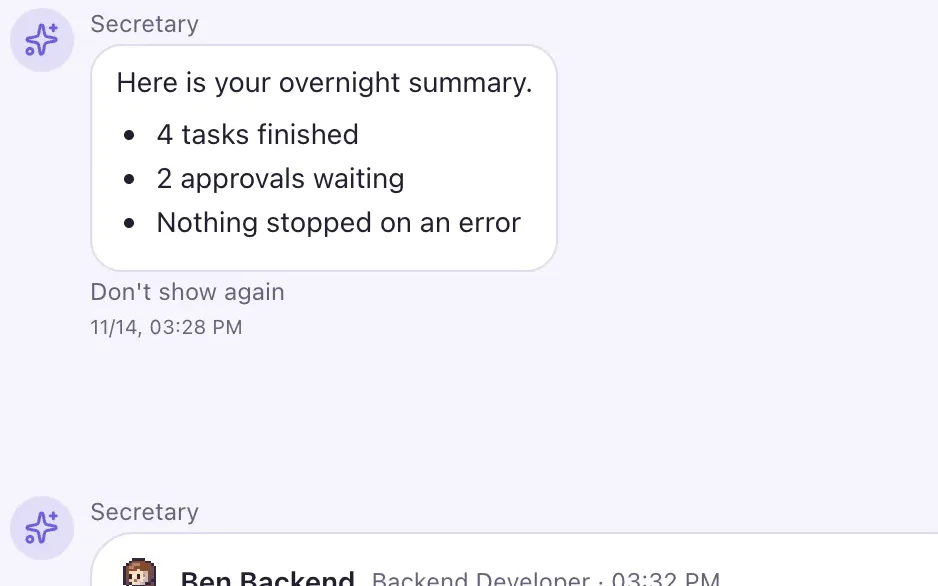 Secretary
Here is your overnight summary.
• 4 tasks finished
• 2 approvals waiting
• Nothing stopped on an error
Don't show again
11/14, 03:28 PM
Secretary
Ben Backend Backend Developer · 03:32 PM